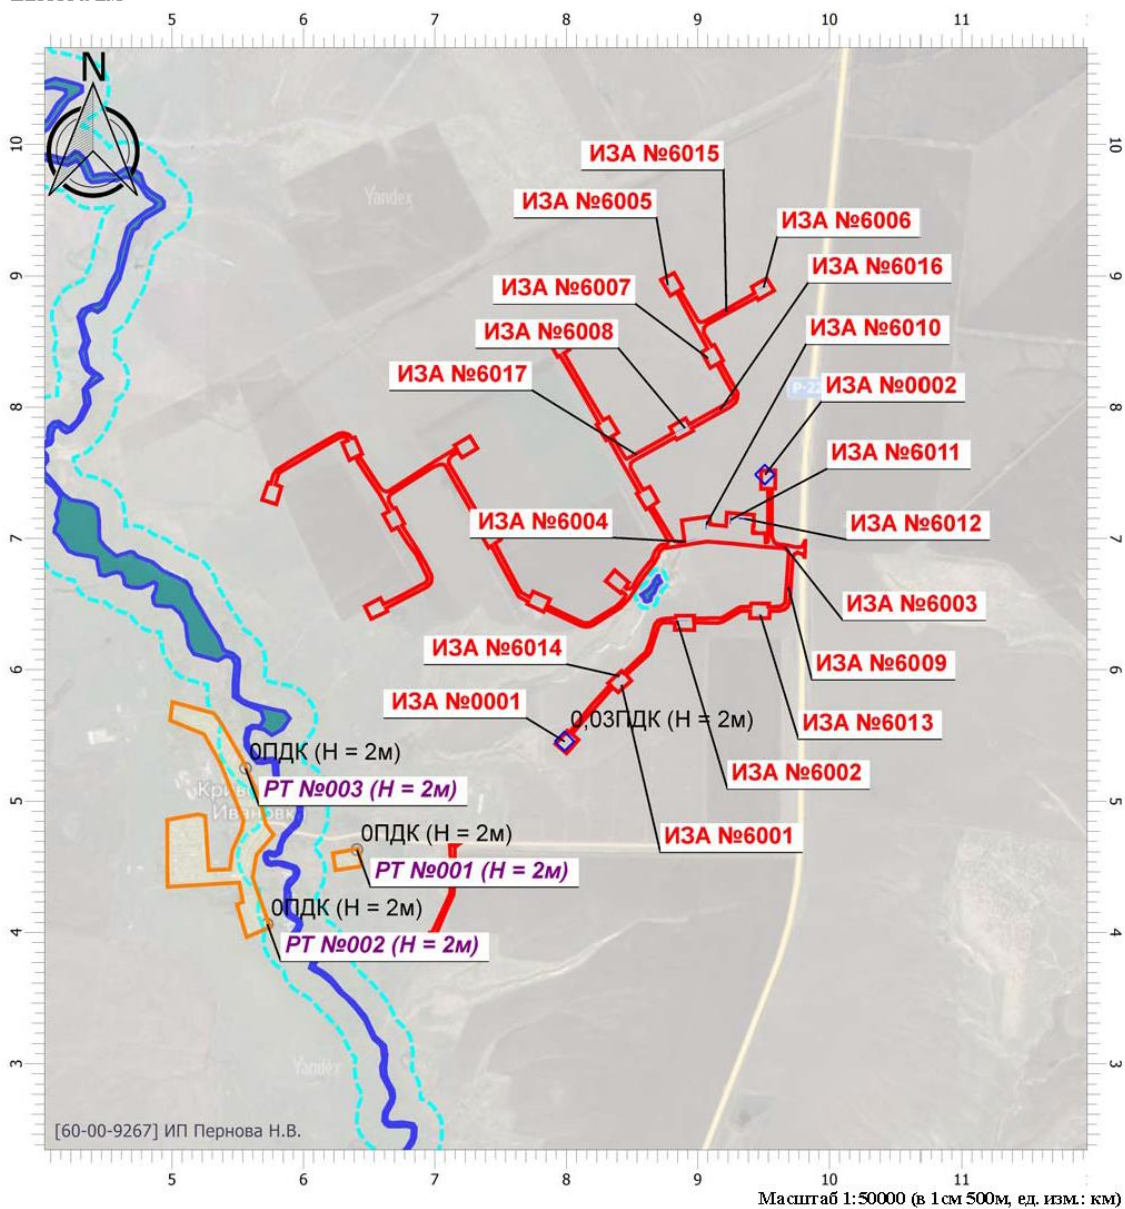 5 6 7 8 9 10 11
N
10 10
ИЗА №6015
Yandex
ИЗА №6005
ИЗА №6006
9 9
ИЗА №6016
ИЗА №6007
ИЗА №6010
ИЗА №6008
ИЗА №6017
ИЗА №0002
8 8
ИЗА №6011
ИЗА №6004
ИЗА №6012
7 7
ИЗА №6003
ИЗА №6014
ИЗА №6009
6 6
ИЗА №0001
0,03ПДК (Н = 2м)
ИЗА №6013
0ПДК (Н = 2м)
ИЗА №6002
РТ №003 (Н = 2м)
5 5
0ПДК (Н = 2м)
ИЗА №6001
РТ №001 (Н = 2м)
0ПДК (Н = 2м)
4 4
РТ №002 (Н = 2м)
3 3
Yandex
[60-00-9267] ИП Пернова Н.В.
5 6 7 8 9 10 11
Масштаб 1:50000 (в 1см 500м, ед. изм.: км)